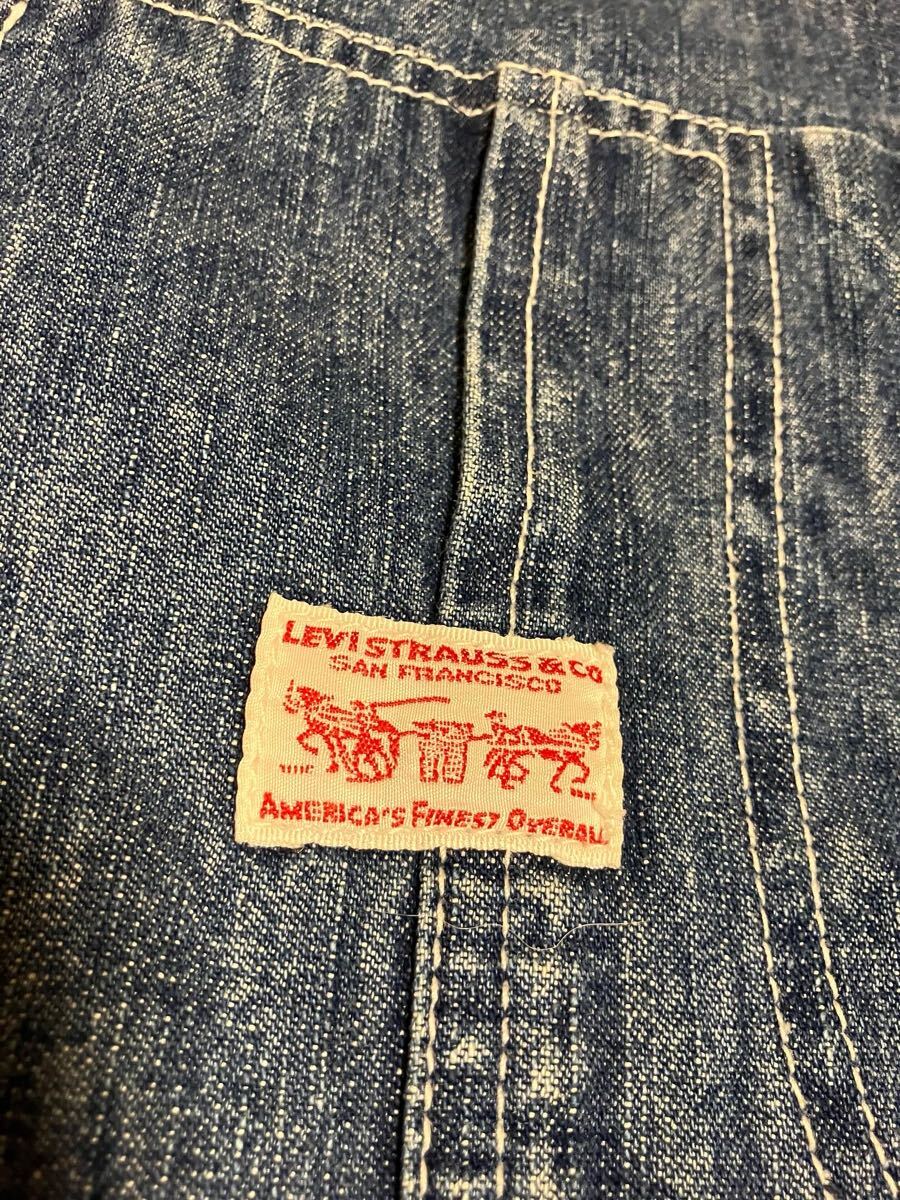 LEVI STRAUSS & CO
SAN FRANCISCO
AMERICA'S FINEST OVERALL